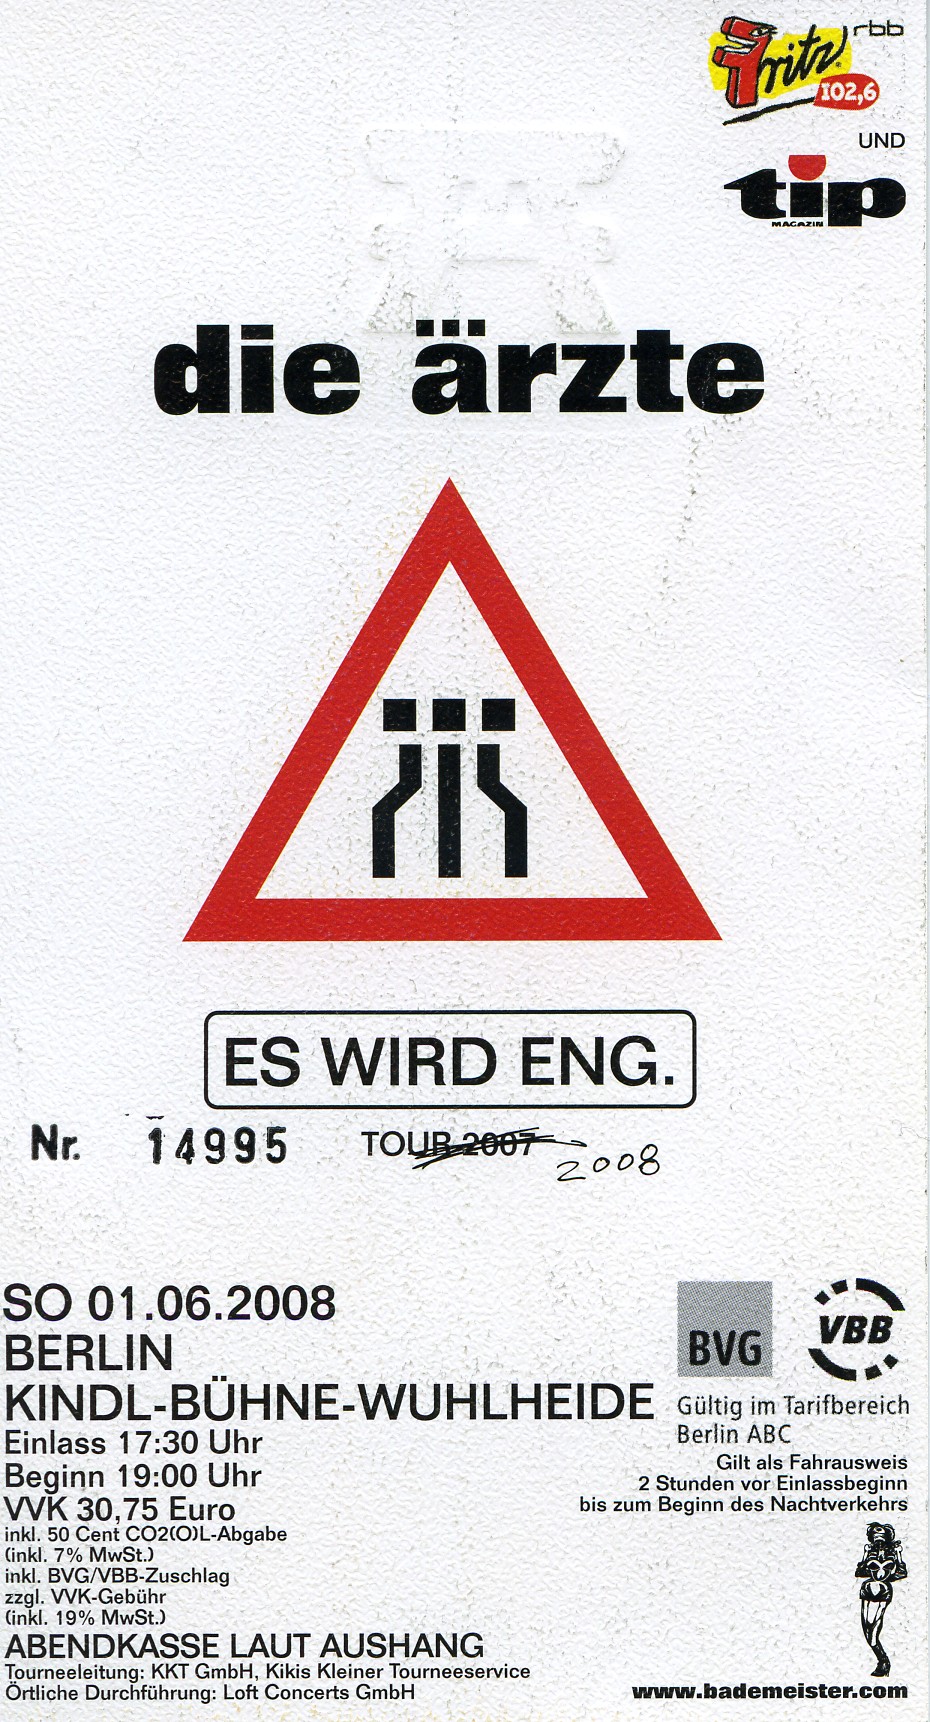 Fritz rbb
102,6
UND
tip
MAGAZIN
die ärzte
ES WIRD ENG.
Nr. 14995
TOUR 2007 2008
SO 01.06.2008
BERLIN
KINDL-BÜHNE-WUHLHEIDE
Einlass 17:30 Uhr
Beginn 19:00 Uhr
VVK 30,75 Euro
inkl. 50 Cent CO2(O)L-Abgabe
(inkl. 7% MwSt.)
inkl. BVG/VBB-Zuschlag
zzgl. VVK-Gebühr
(inkl. 19% MwSt.)
ABENDKASSE LAUT AUSHANG
Tourneeleitung: KKT GmbH, Kikis Kleiner Tourneeservice
Örtliche Durchführung: Loft Concerts GmbH
BVG VBB
Gültig im Tarifbereich
Berlin ABC
Gilt als Fahrausweis
2 Stunden vor Einlassbeginn
bis zum Beginn des Nachtverkehrs
www.bademeister.com